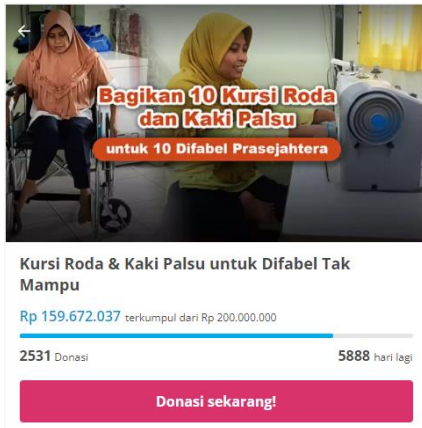 Bagikan 10 Kursi Roda
dan Kaki Palsu
untuk 10 Difabel Prasejahtera
Kursi Roda & Kaki Palsu untuk Difabel Tak
Mampu
Rp 159.672.037 terkumpul dari Rp 200.000.000
2531 Donasi 5888 hari lagi
Donasi sekarang!